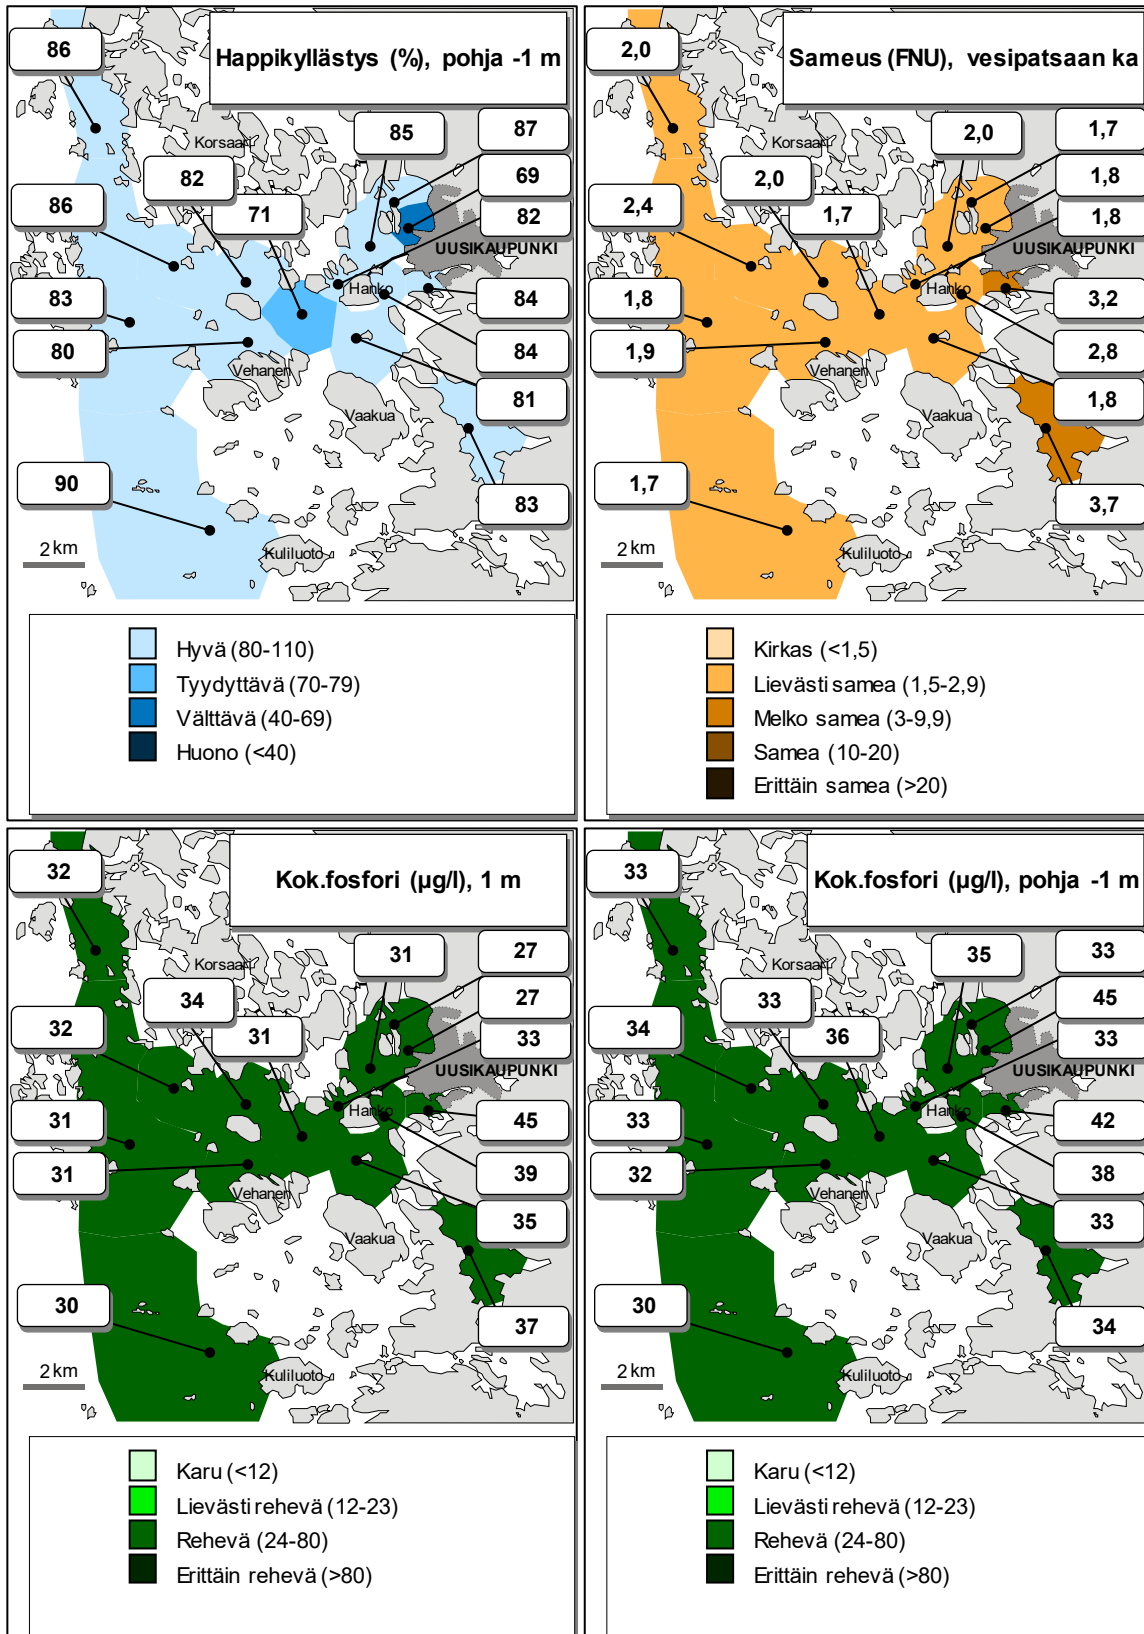 Happikyllästys (%), pohja -1 m
86
Korsaari
85
87
82
69
86
71
82
UUSIKAUPUNKI
Hanko
83
84
80
84
Vehanen
81
Vaakua
90
83
2 km
Kuliluoto
Hyvä (80-110)
Tyydyttävä (70-79)
Välttävä (40-69)
Huono (<40)
Sameus (FNU), vesipatsaan ka
2,0
Korsaari
2,0
1,7
2,0
1,8
2,4
1,7
1,8
UUSIKAUPUNKI
Hanko
1,8
3,2
1,9
2,8
Vehanen
1,8
Vaakua
1,7
3,7
2 km
Kuliluoto
Kirkas (<1,5)
Lievästi samea (1,5-2,9)
Melko samea (3-9,9)
Samea (10-20)
Erittäin samea (>20)
Kok.fosfori (µg/l), 1 m
32
Korsaari
31
27
34
27
32
31
33
UUSIKAUPUNKI
Hanko
31
45
31
39
Vehanen
35
Vaakua
30
37
2 km
Kuliluoto
Karu (<12)
Lievästi rehevä (12-23)
Rehevä (24-80)
Erittäin rehevä (>80)
Kok.fosfori (µg/l), pohja -1 m
33
Korsaari
35
33
33
45
34
36
33
UUSIKAUPUNKI
Hanko
33
42
32
38
Vehanen
33
Vaakua
30
34
2 km
Kuliluoto
Karu (<12)
Lievästi rehevä (12-23)
Rehevä (24-80)
Erittäin rehevä (>80)